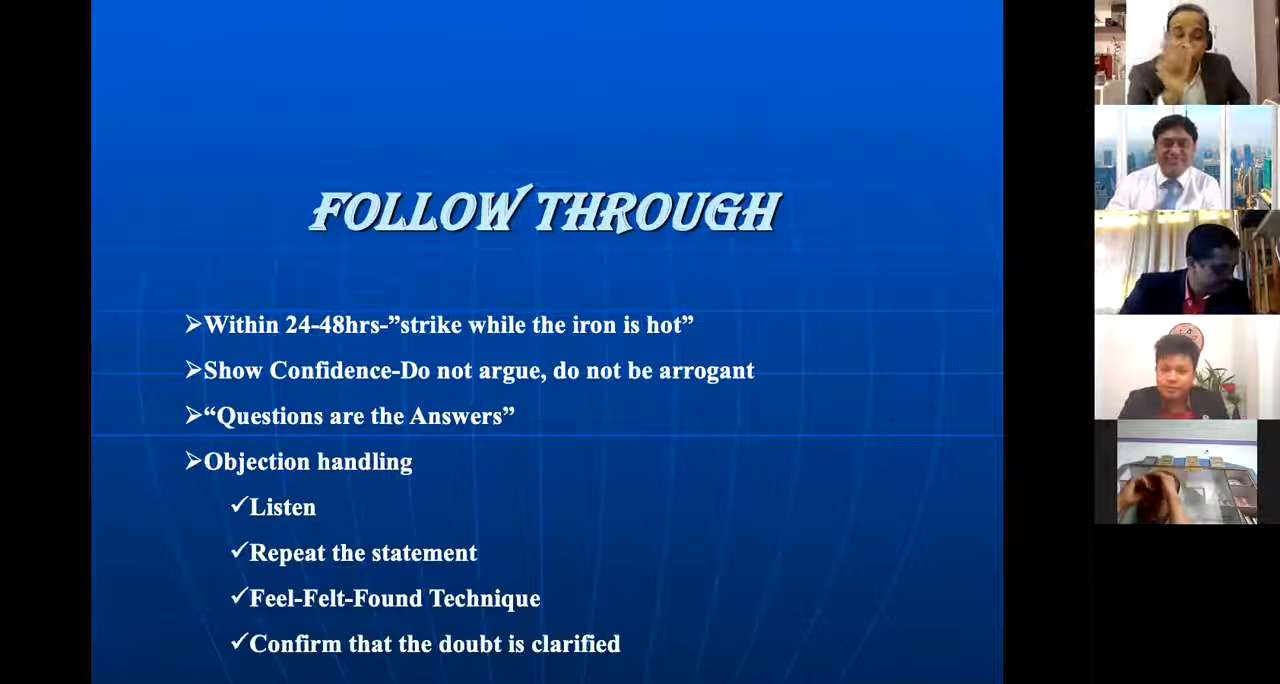 FOLLOW THROUGH
➢Within 24-48hrs-”strike while the iron is hot”
➢Show Confidence-Do not argue, do not be arrogant
➢“Questions are the Answers”
➢Objection handling
✓Listen
✓Repeat the statement
✓Feel-Felt-Found Technique
✓Confirm that the doubt is clarified